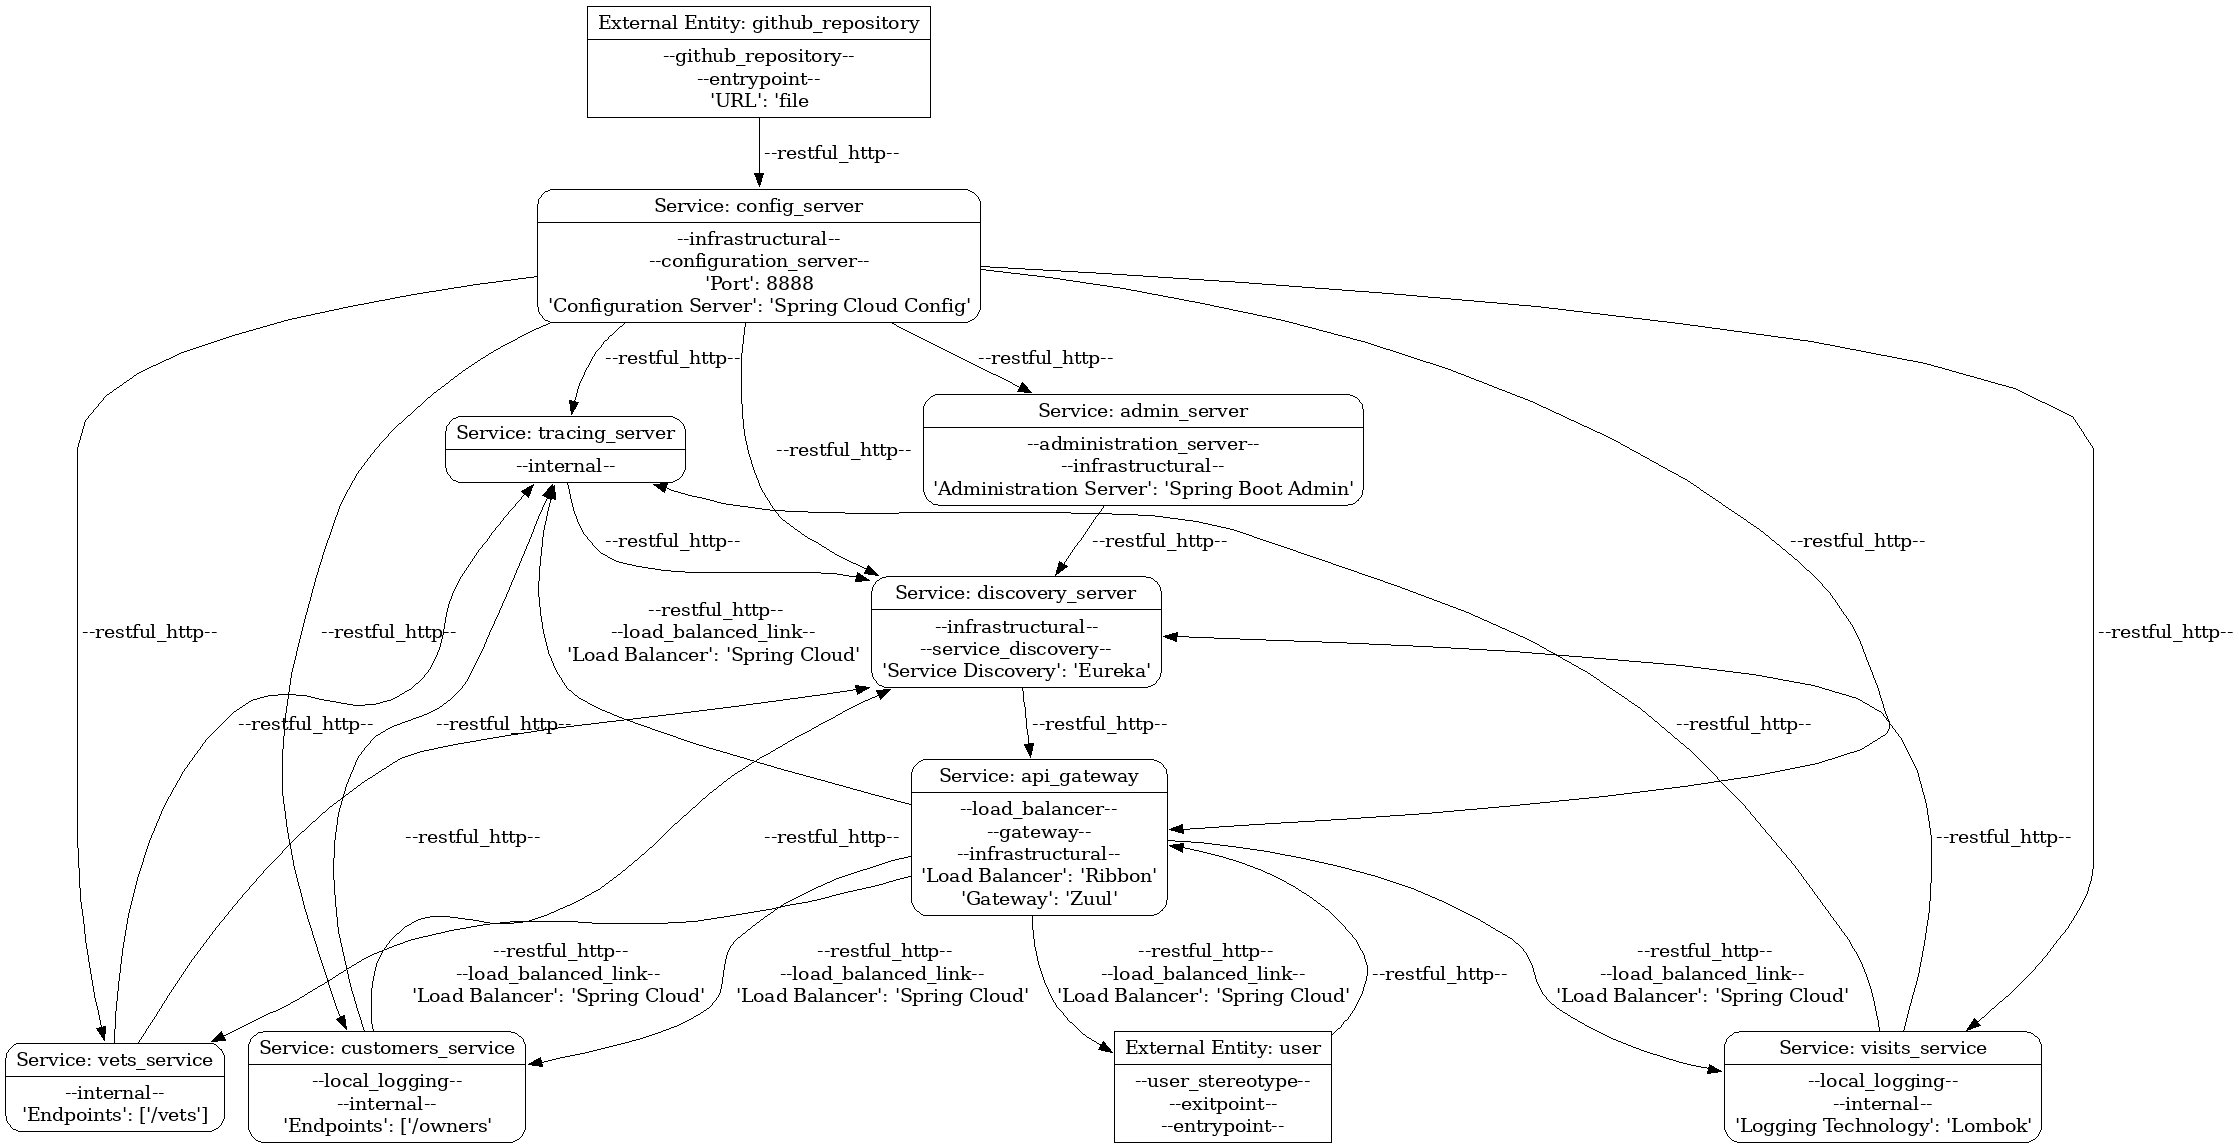 External Entity: github_repository
--github_repository--
--entrypoint--
'URL': 'file
--restful_http--
Service: config_server
--infrastructural--
--configuration_server--
'Port': 8888
'Configuration Server': 'Spring Cloud Config'
--restful_http--
--restful_http--
Service: admin_server
--administration_server--
--infrastructural--
'Administration Server': 'Spring Boot Admin'
Service: tracing_server
--internal--
--restful_http--
--restful_http--
--restful_http--
--restful_http--
Service: discovery_server
--infrastructural--
--service_discovery--
'Service Discovery': 'Eureka'
--restful_http--
--load_balanced_link--
'Load Balancer': 'Spring Cloud'
--restful_http--
--restful_http--
--restful_http--
--restful_http--
--restful_http--
--restful_http--
--restful_http--
Service: api_gateway
--load_balancer--
--gateway--
--infrastructural--
'Load Balancer': 'Ribbon'
'Gateway': 'Zuul'
--restful_http--
--restful_http--
--restful_http--
--restful_http--
--load_balanced_link--
'Load Balancer': 'Spring Cloud'
--restful_http--
--load_balanced_link--
'Load Balancer': 'Spring Cloud'
--restful_http--
--load_balanced_link--
'Load Balancer': 'Spring Cloud'
--restful_http--
--restful_http--
--load_balanced_link--
'Load Balancer': 'Spring Cloud'
Service: vets_service
--internal--
'Endpoints': ['/vets']
Service: customers_service
--local_logging--
--internal--
'Endpoints': ['/owners'
External Entity: user
--user_stereotype--
--exitpoint--
--entrypoint--
Service: visits_service
--local_logging--
--internal--
'Logging Technology': 'Lombok'